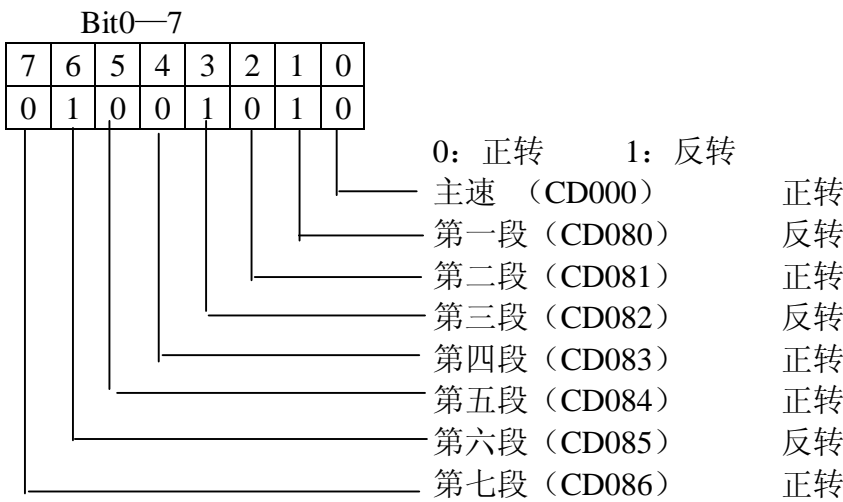 Bit0—7
7 6 5 4 3 2 1 0
0 1 0 0 1 0 1 0
0：正转 1：反转
主速 （CD000） 正转
第一段（CD080） 反转
第二段（CD081） 正转
第三段（CD082） 反转
第四段（CD083） 正转
第五段（CD084） 正转
第六段（CD085） 反转
第七段（CD086） 正转